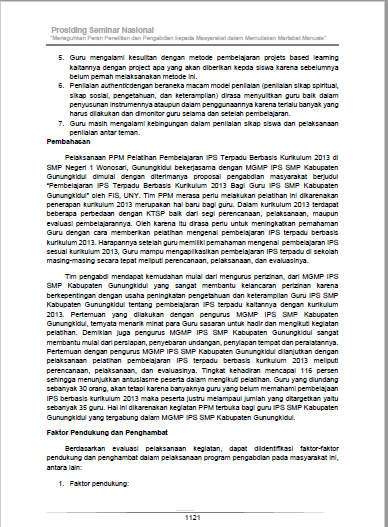 Prosiding Seminar Nasional
"Meneguhkan Peran Penelitian dan Pengabdian kepada Masyarakat dalam Memuliakan Martabat Manusia"
5. Guru mengalami kesulitan dengan metode pembelajaran projets based learning
kaitannya dengan project apa yang akan diberikan kepda siswa karena sebelumnya
belum pernah melaksanakan metode ini.
6. Penilaian authenticdengan beraneka macam model penilaian (penilaian sikap spiritual,
sikap sosial, pengetahuan, dan keterampilan) dirasa menyulitkan guru baik dalam
penyusunan instrumennya ataupun dalam penggunaannya karena terlalu banyak yang
harus dilakukan dan dimonitor guru selama dan setelah pembelajaran.
7. Guru masih mengalami kebingungan dalam penilaian sikap siswa dan pelaksanaan
penilaian antar teman.
Pembahasan
Pelaksanaan PPM Pelatihan Pembelajaran IPS Terpadu Berbasis Kurikulum 2013 di
SMP Negeri 1 Wonosari, Gunungkidul bekerjasama dengan MGMP IPS SMP Kabupaten
Gunungkidul dimulai dengan diterimanya proposal pengabdian masyarakat berjudul
"Pembelajaran IPS Terpadu Berbasis Kurikulum 2013 Bagi Guru IPS SMP Kabupaten
Gunungkidul" oleh FIS, UNY. Tim PPM merasa perlu melakukan pelatihan ini dikarenakan
penerapan kurikulum 2013 merupakan hal baru bagi guru. Dalam kurikulum 2013 terdapat
beberapa perbedaan dengan KTSP baik dari segi perencanaan, pelaksanaan, maupun
evaluasi pembelajarannya. Oleh karena itu dirasa perlu untuk meningkatkan pemahaman
Guru dengan cara memberikan pelatihan mengenai pembelajaran IPS terpadu berbasis
kurikulum 2013. Harapannya setelah guru memiliki pemahaman mengenai pembelajaran IPS
sesuai kurikulum 2013, Guru mampu mengaplikasikan pembelajaran IPS terpadu di sekolah
masing-masing secara tepat meliputi perencanaan, pelaksanaan, dan evaluasinya.
Tim pengabdi mendapat kemudahan mulai dari mengurus perizinan, dari MGMP IPS
SMP Kabupaten Gunungkidul yang sangat membantu kelancaran perizinan karena
berkepentingan dengan usaha peningkatan pengetahuan dan keterampilan Guru IPS SMP
Kabupaten Gunungkidul tentang pembelajaran IPS terpadu kaitannya dengan kurikulum
2013. Pertemuan yang dilakukan dengan pengurus MGMP IPS SMP Kabupaten
Gunungkidul, ternyata menarik minat para Guru sasaran untuk hadir dan mengikuti kegiatan
pelatihan. Demikian juga pengurus MGMP IPS SMP Kabupaten Gunungkidul sangat
membantu mulai dari persiapan, penyebaran undangan, penyiapan tempat dan peralatannya.
Pertemuan dengan pengurus MGMP IPS SMP Kabupaten Gunungkidul dilanjutkan dengan
pelaksanaan pelatihan pembelajaran IPS terpadu berbasis kurikulum 2013 meliputi
perencanaan, pelaksanaan, dan evaluasinya. Tingkat kehadiran mencapai 116 persen
sehingga menunjukkan antusiasme peserta dalam mengikuti pelatihan. Guru yang diundang
sebanyak 30 orang, akan tetapi karena banyaknya guru yang belum memahami pembelajaran
IPS berbasis kurikulum 2013 maka peserta justru melampaui jumlah yang ditargetkan yaitu
sebanyak 35 guru. Hal ini dikarenakan kegiatan PPM terbuka bagi guru IPS SMP Kabupaten
Gunungkidul yang tergabung dalam MGMP IPS SMP Kabupaten Gunungkidul.
Faktor Pendukung dan Penghambat
Berdasarkan evaluasi pelaksanaan kegiatan, dapat diidentifikasi faktor-faktor
pendukung dan penghambat dalam pelaksanaan program pengabdian pada masyarakat ini,
antara lain:
1. Faktor pendukung:
1121